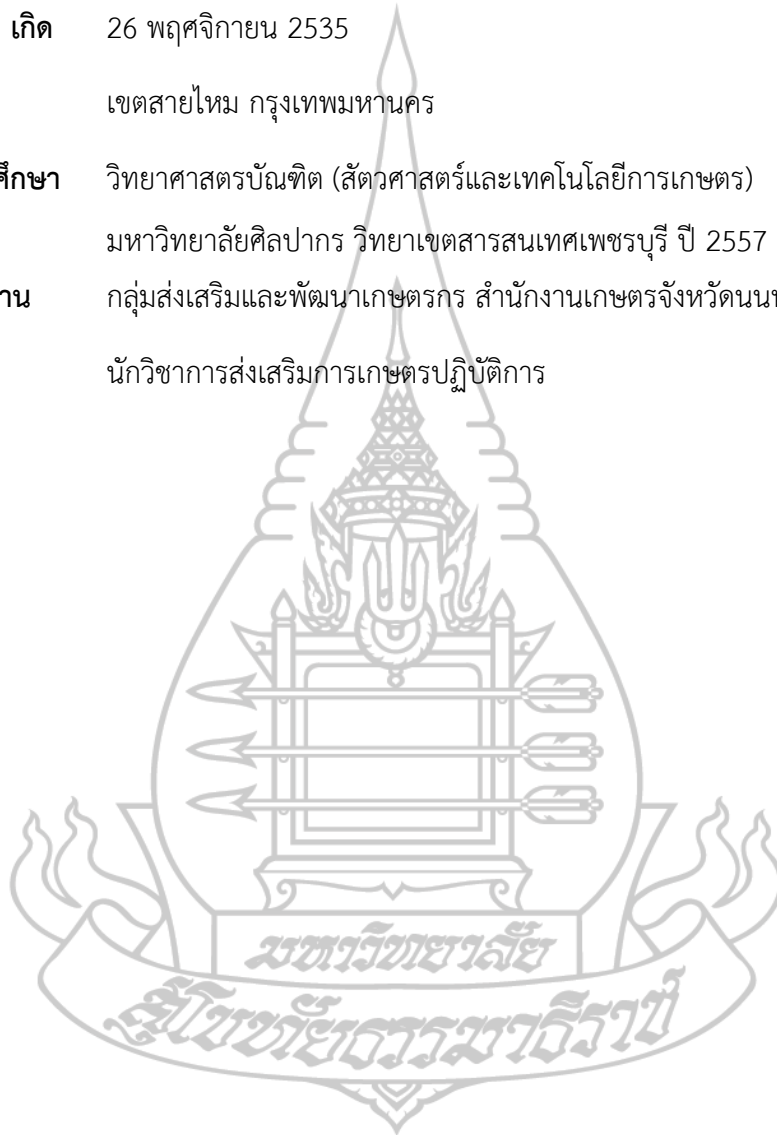 เกิด 26 พฤศจิกายน 2535
เขตสายไหม กรุงเทพมหานคร
ศึกษา วิทยาศาสตรบัณฑิต (สัตวศาสตร์และเทคโนโลยีการเกษตร)
มหาวิทยาลัยศิลปากร วิทยาเขตสารสนเทศเพชรบุรี ปี 2557
าน กลุ่มส่งเสริมและพัฒนาเกษตรกร สำนักงานเกษตรจังหวัดนนท
นักวิชาการส่งเสริมการเกษตรปฏิบัติการ
มหาวิทยาลัย
สุโขทัยธรรมาธิราช